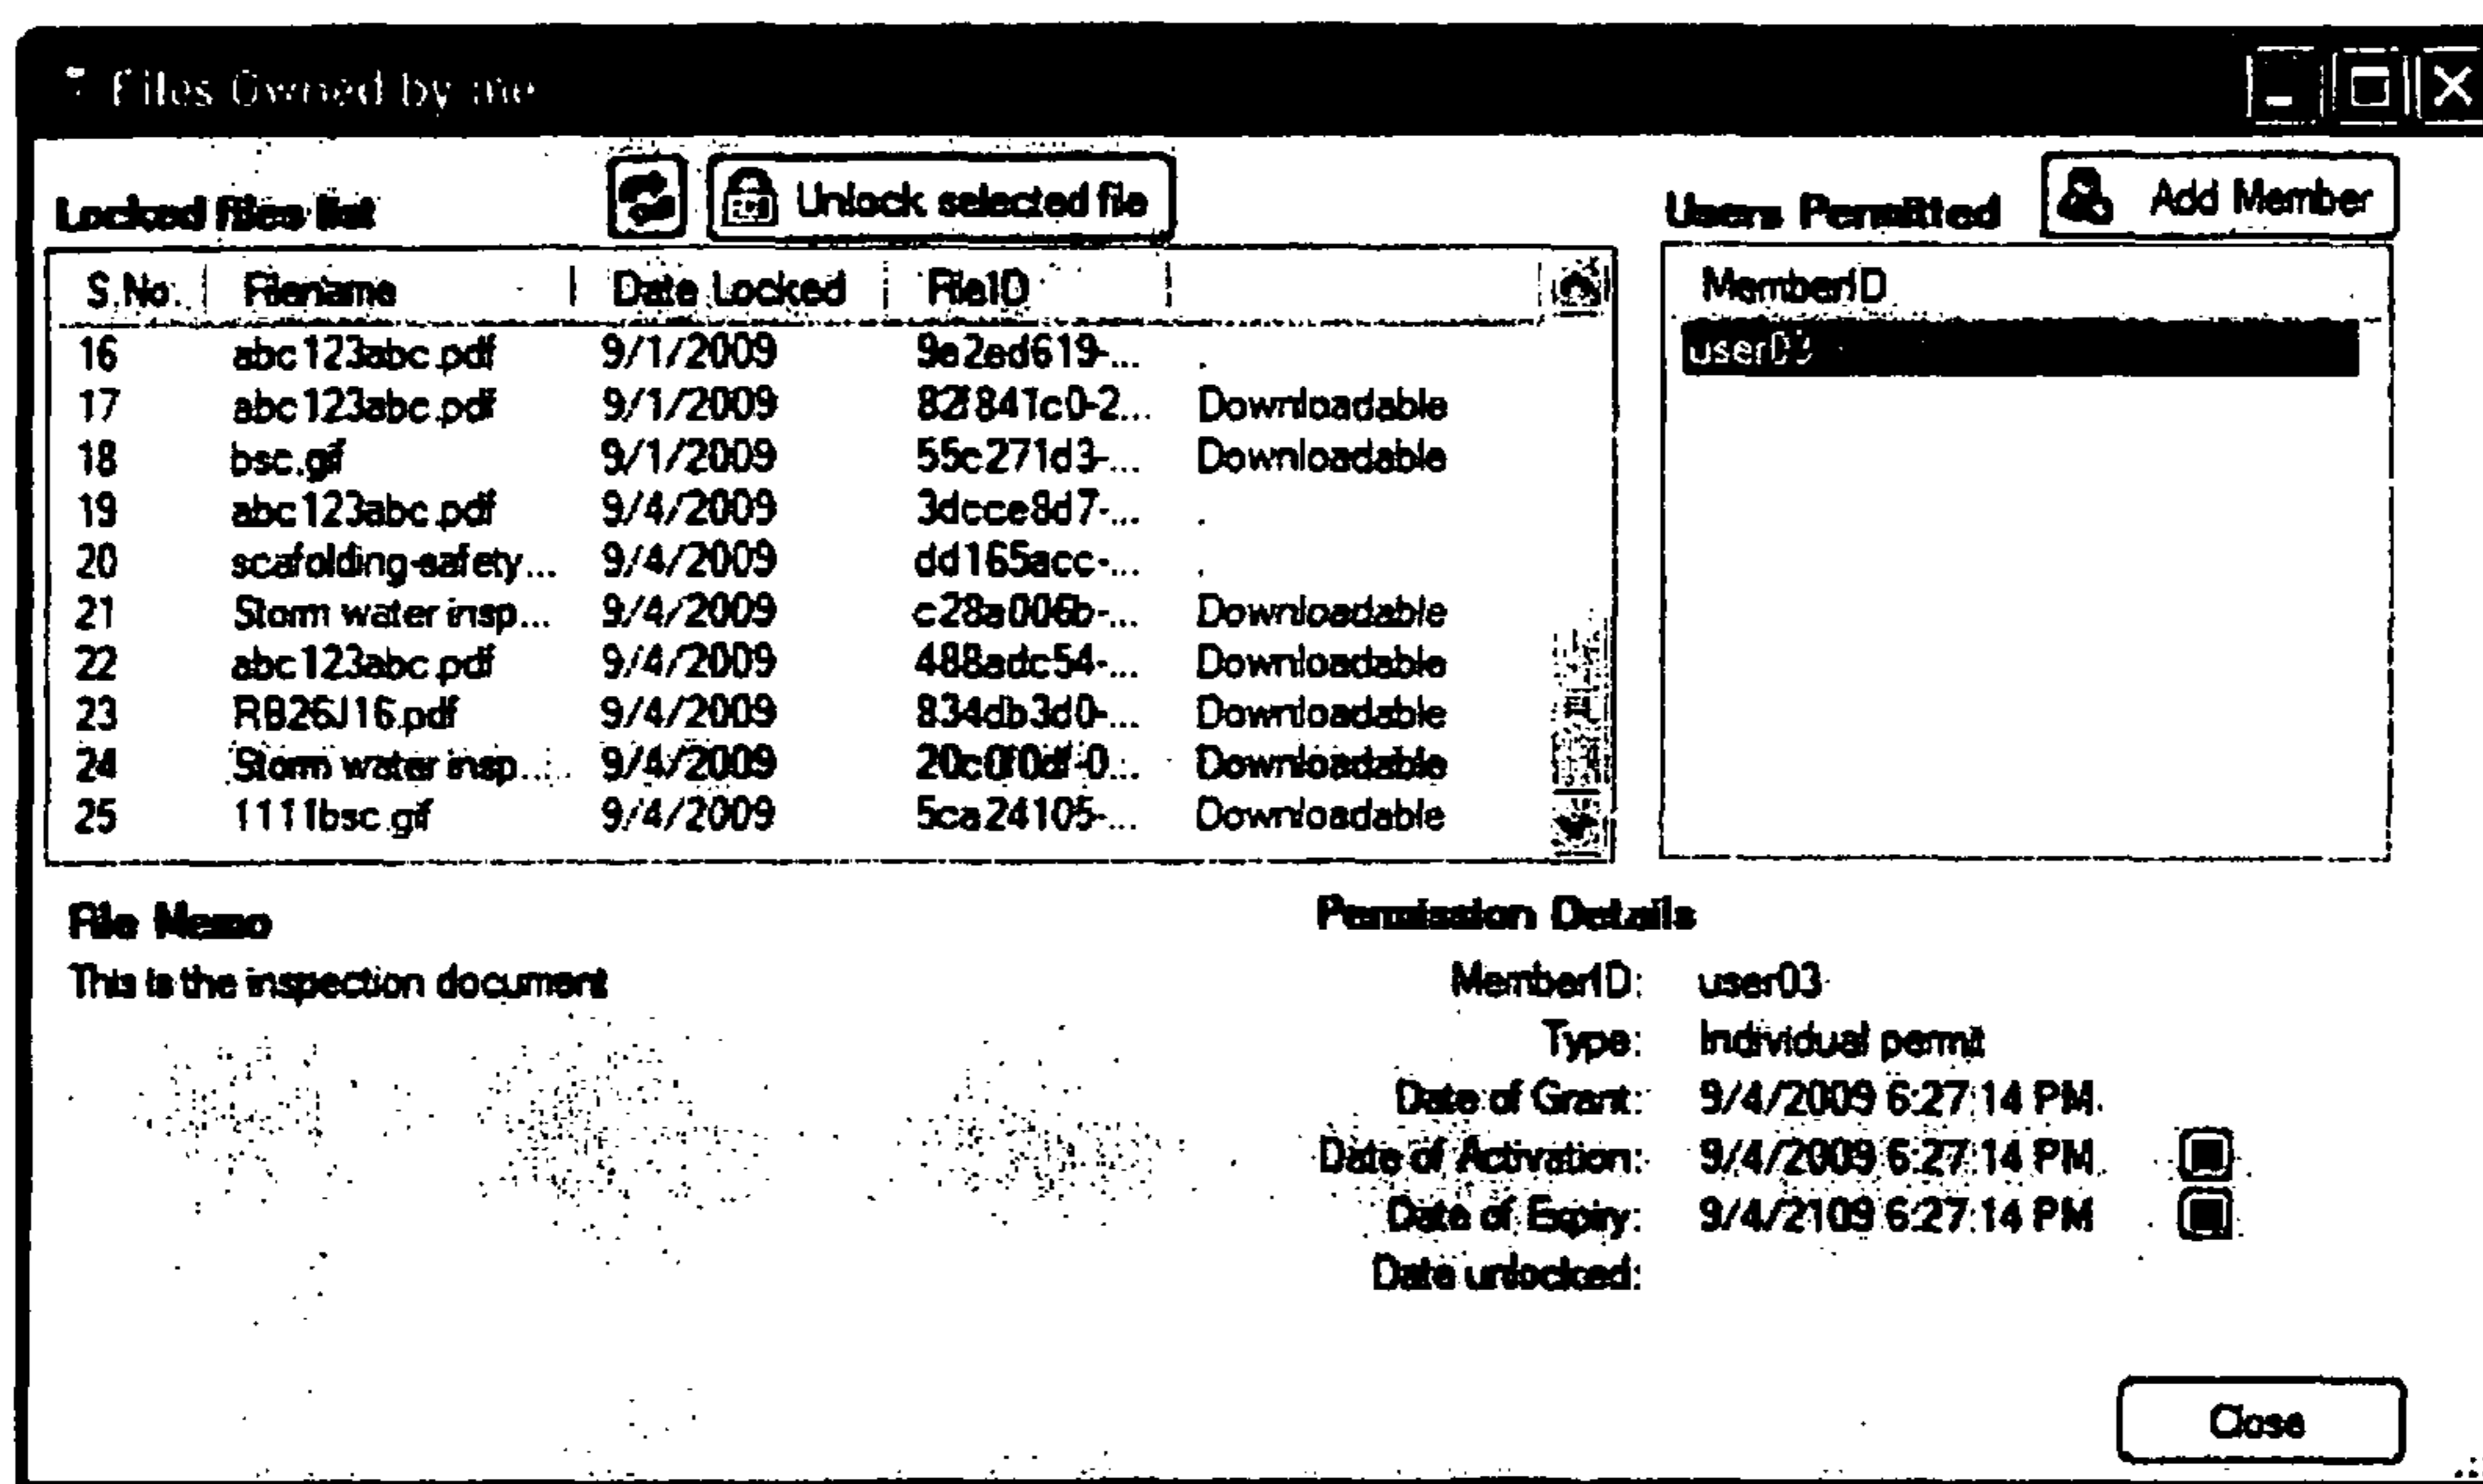 Files Owned by me
Locked files list
Unlock selected file
Users Permitted
Add Member
S.No. Filename Date Locked FileID
MemberID
16 abc123abc.pdf 9/1/2009 9e2ed619-... .
user03
17 abc123abc.pdf 9/1/2009 82f841c0-2... Downloadable
18 bsc.gif 9/1/2009 55c271d3-... Downloadable
19 abc123abc.pdf 9/4/2009 3dcce8d7-... .
20 scafolding-safety... 9/4/2009 dd165acc-... .
21 Storm water insp... 9/4/2009 c28a006b-... Downloadable
22 abc123abc.pdf 9/4/2009 488adc54-... Downloadable
23 RB26J16.pdf 9/4/2009 834db3d0-... Downloadable
24 Storm water insp... 9/4/2009 20c0f0df-0... Downloadable
25 1111bsc.gif 9/4/2009 5ca24105-... Downloadable
File Memo
This is the inspection document
Permission Details
MemberID: user03
Type: Individual permit
Date of Grant: 9/4/2009 6:27:14 PM
Date of Activation: 9/4/2009 6:27:14 PM
Date of Expiry: 9/4/2109 6:27:14 PM
Date unlocked:
Close